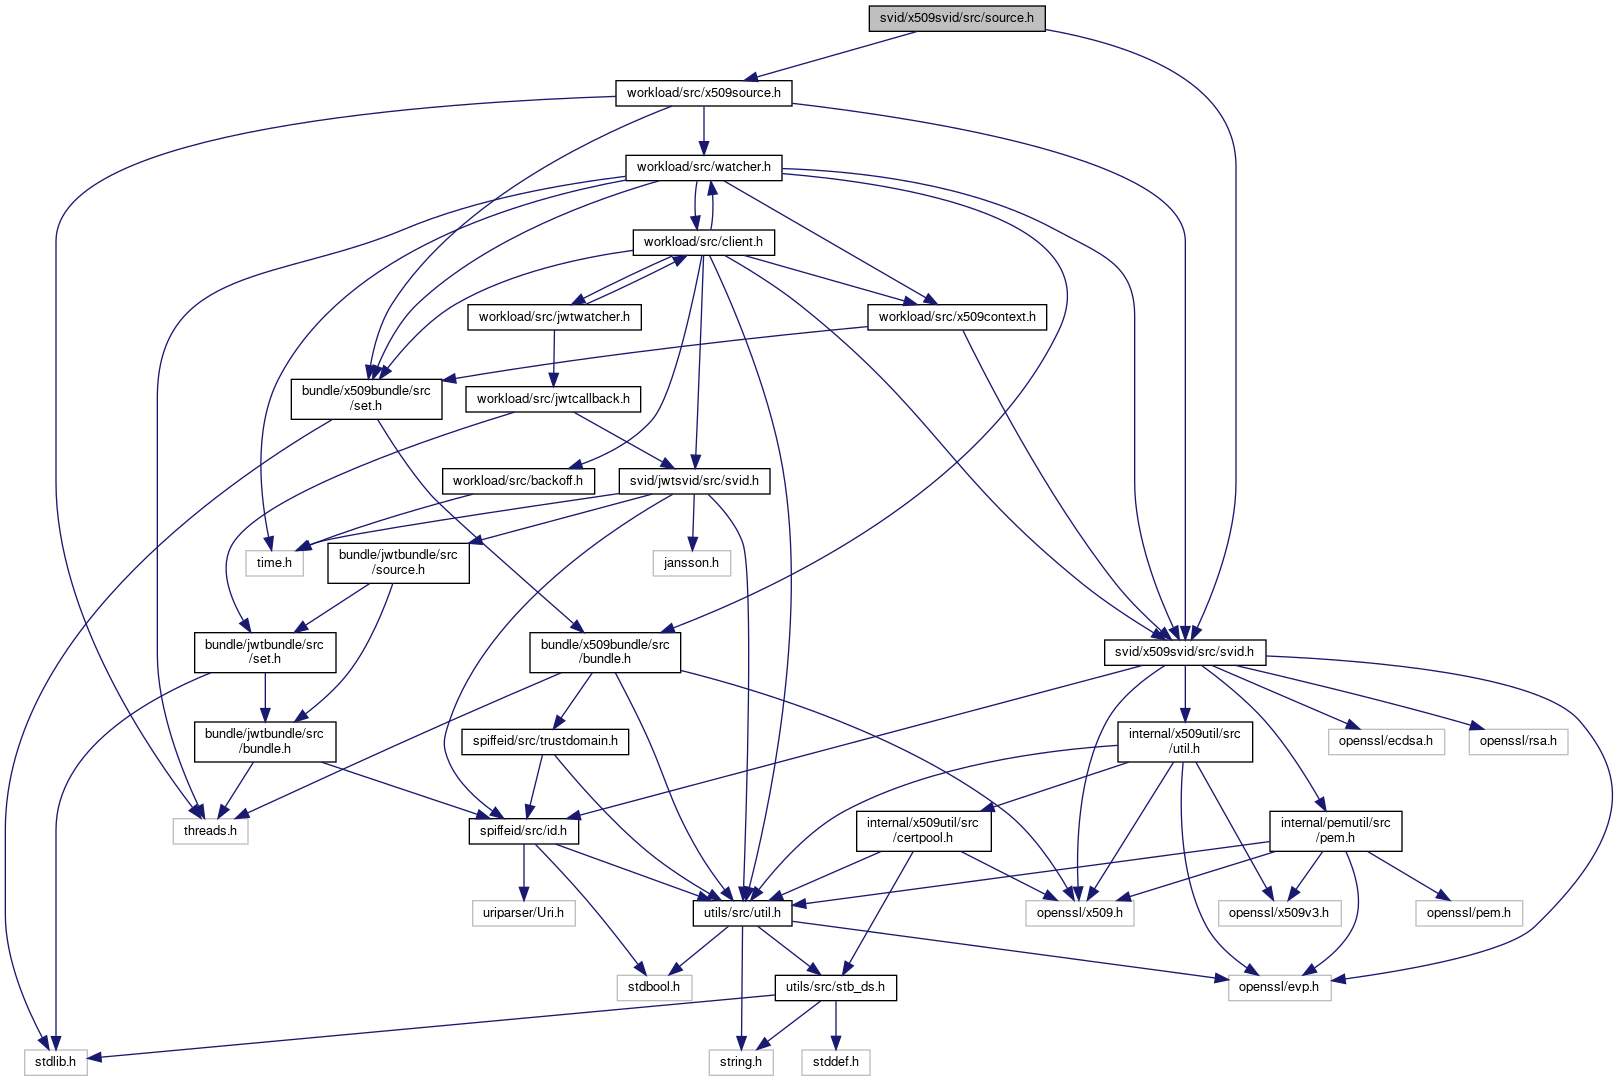 svid/x509svid/src/source.h
workload/src/x509source.h
workload/src/watcher.h
workload/src/client.h
workload/src/jwtwatcher.h
workload/src/x509context.h
bundle/x509bundle/src
/set.h
workload/src/jwtcallback.h
workload/src/backoff.h
svid/jwtsvid/src/svid.h
time.h
bundle/jwtbundle/src
/source.h
jansson.h
bundle/jwtbundle/src
/set.h
bundle/x509bundle/src
/bundle.h
svid/x509svid/src/svid.h
bundle/jwtbundle/src
/bundle.h
spiffeid/src/trustdomain.h
internal/x509util/src
/util.h
openssl/ecdsa.h
openssl/rsa.h
threads.h
spiffeid/src/id.h
internal/x509util/src
/certpool.h
internal/pemutil/src
/pem.h
uriparser/Uri.h
utils/src/util.h
openssl/x509.h
openssl/x509v3.h
openssl/pem.h
stdbool.h
utils/src/stb_ds.h
openssl/evp.h
stdlib.h
string.h
stddef.h